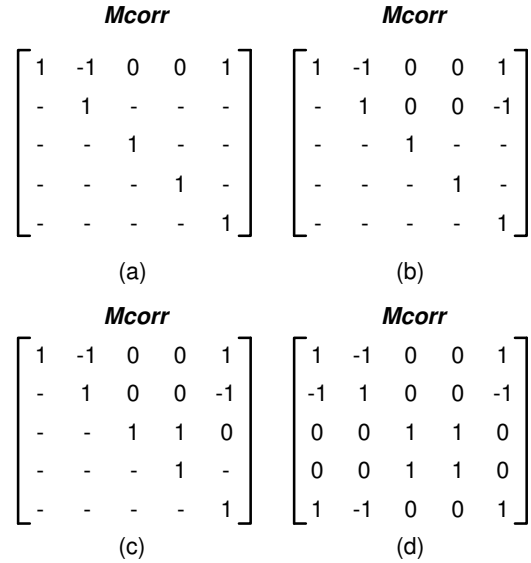 Mcorr
1 -1 0 0 1
- 1 - - -
- - 1 - -
- - - 1 -
- - - - 1
(a)
Mcorr
1 -1 0 0 1
- 1 0 0 -1
- - 1 - -
- - - 1 -
- - - - 1
(b)
Mcorr
1 -1 0 0 1
- 1 0 0 -1
- - 1 1 0
- - - 1 -
- - - - 1
(c)
Mcorr
1 -1 0 0 1
-1 1 0 0 -1
0 0 1 1 0
0 0 1 1 0
1 -1 0 0 1
(d)